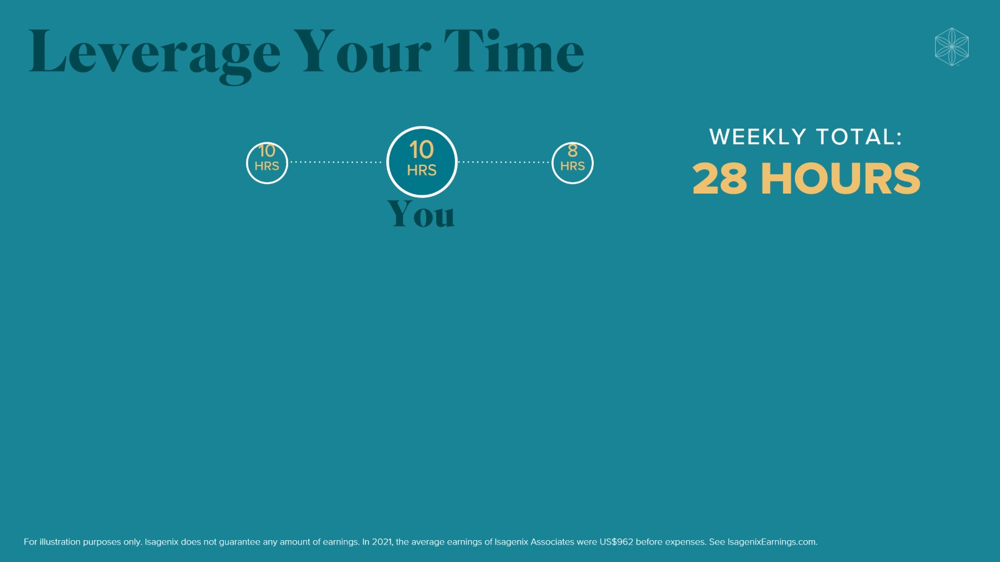 Leverage Your Time
10
HRS
10
HRS
8
HRS
You
WEEKLY TOTAL:
28 HOURS
For illustration purposes only. Isagenix does not guarantee any amount of earnings. In 2021, the average earnings of Isagenix Associates were US$962 before expenses. See IsagenixEarnings.com.